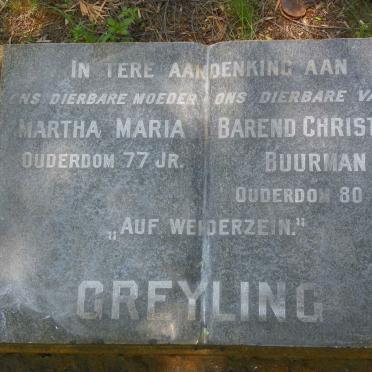 IN TERE AANDENKING AAN
ONS DIERBARE MOEDER ONS DIERBARE VA
MARTHA MARIA BAREND CHRIST
OUDERDOM 77 JR. BUURMAN
OUDERDOM 80
„AUF WEIDERZEIN."
GREYLING